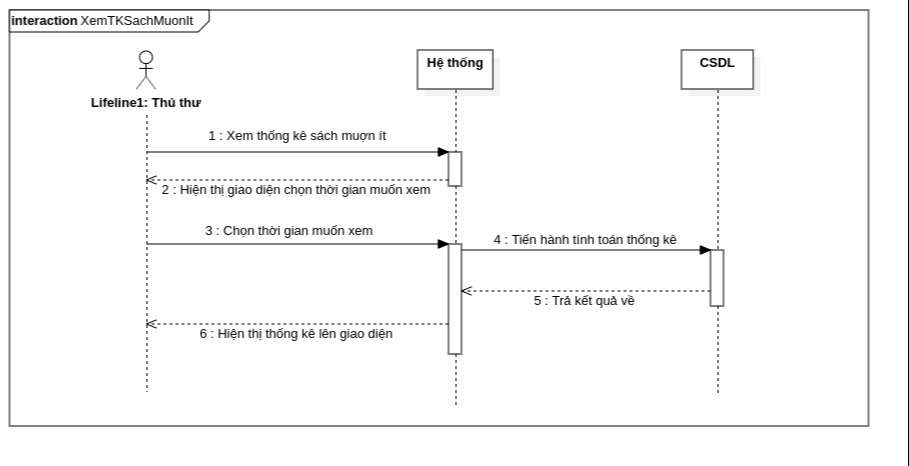 interaction XemTKSachMuonIt
Hệ thống
CSDL
Lifeline1: Thủ thư
1 : Xem thống kê sách mượn ít
2 : Hiện thị giao diện chọn thời gian muốn xem
3 : Chọn thời gian muốn xem
4 : Tiến hành tính toán thống kê
5 : Trả kết quả về
6 : Hiện thị thống kê lên giao diện